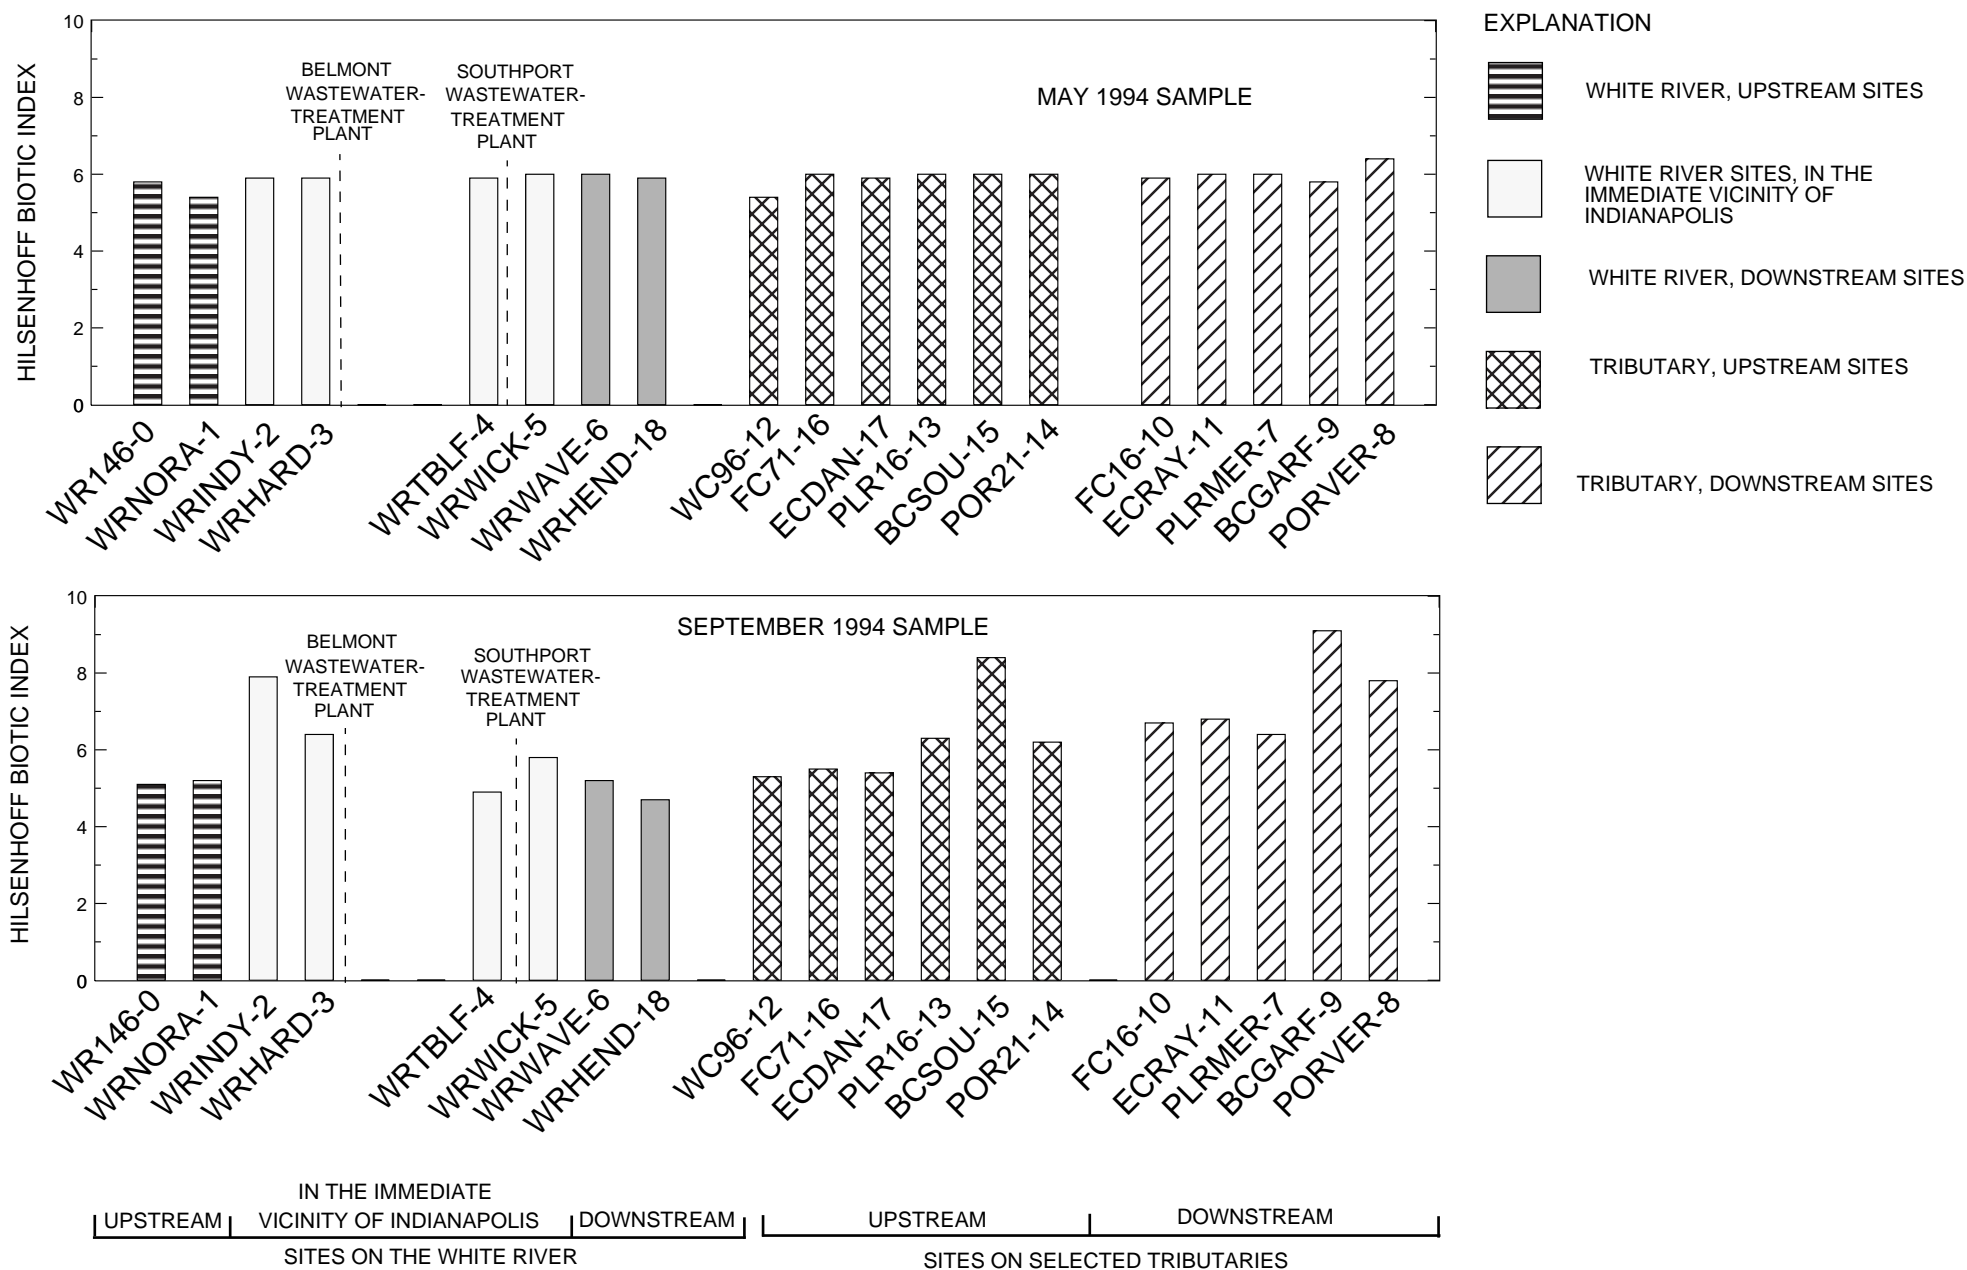 EXPLANATION
WHITE RIVER, UPSTREAM SITES
WHITE RIVER SITES, IN THE
IMMEDIATE VICINITY OF
INDIANAPOLIS
WHITE RIVER, DOWNSTREAM SITES
TRIBUTARY, UPSTREAM SITES
TRIBUTARY, DOWNSTREAM SITES
HILSENHOFF BIOTIC INDEX
10
8
6
4
2
0
BELMONT
WASTEWATER-
TREATMENT
PLANT
SOUTHPORT
WASTEWATER-
TREATMENT
PLANT
MAY 1994 SAMPLE
WR146-0
WRNORA-1
WRINDY-2
WRHARD-3
WRTBLF-4
WRWICK-5
WRWAVE-6
WRHEND-18
WC96-12
FC71-16
ECDAN-17
PLR16-13
BCSOU-15
POR21-14
FC16-10
ECRAY-11
PLRMER-7
BCGARF-9
PORVER-8
HILSENHOFF BIOTIC INDEX
10
8
6
4
2
0
BELMONT
WASTEWATER-
TREATMENT
PLANT
SOUTHPORT
WASTEWATER-
TREATMENT
PLANT
SEPTEMBER 1994 SAMPLE
WR146-0
WRNORA-1
WRINDY-2
WRHARD-3
WRTBLF-4
WRWICK-5
WRWAVE-6
WRHEND-18
WC96-12
FC71-16
ECDAN-17
PLR16-13
BCSOU-15
POR21-14
FC16-10
ECRAY-11
PLRMER-7
BCGARF-9
PORVER-8
UPSTREAM
IN THE IMMEDIATE
VICINITY OF INDIANAPOLIS
DOWNSTREAM
SITES ON THE WHITE RIVER
UPSTREAM
DOWNSTREAM
SITES ON SELECTED TRIBUTARIES